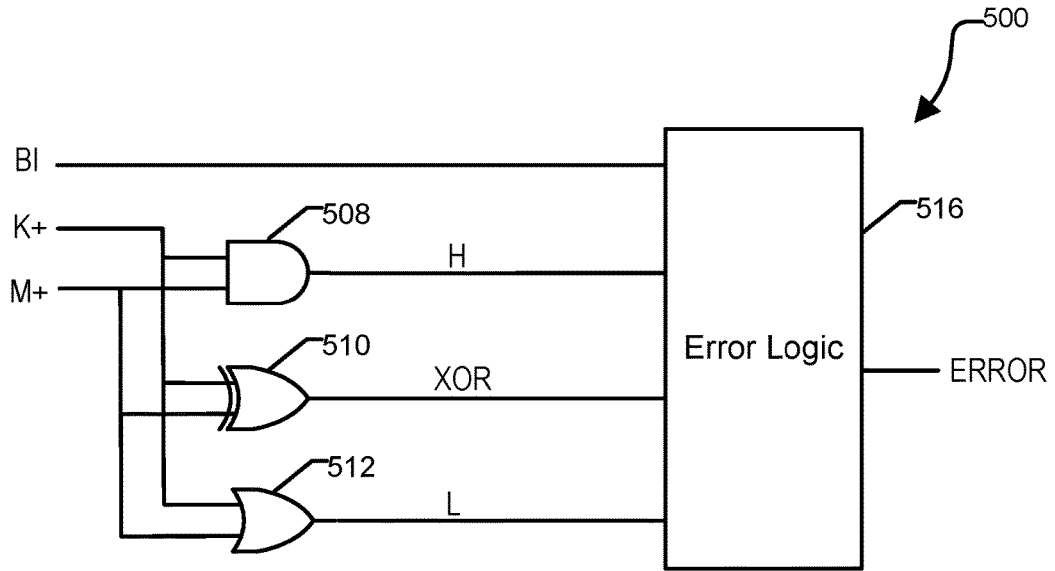 500
BI
516
K+
508
M+
H
510
Error Logic
XOR
ERROR
512
L